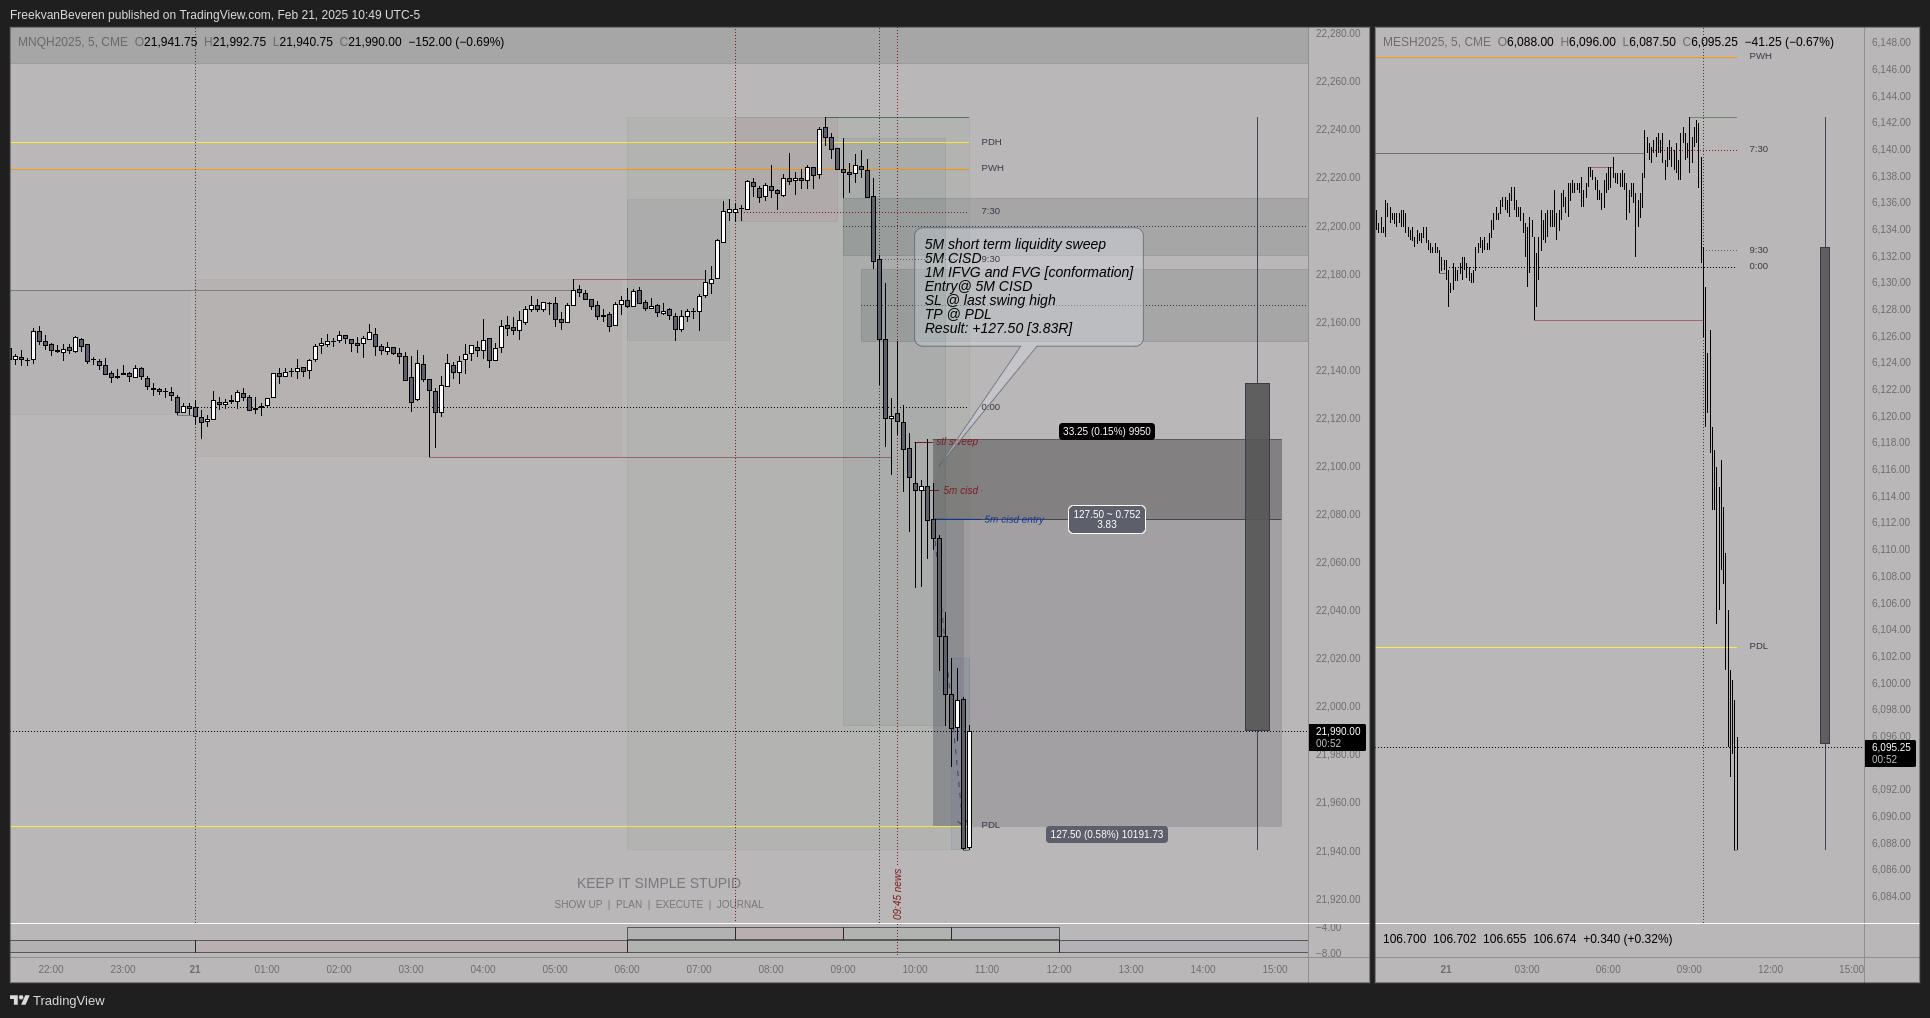 FreekvanBeveren published on TradingView.com, Feb 21, 2025 10:49 UTC-5
MNQH2025, 5, CME O21,941.75 H21,992.75 L21,940.75 C21,990.00 −152.00 (−0.69%)
MESH2025, 5, CME O6,088.00 H6,096.00 L6,087.50 C6,095.25 −41.25 (−0.67%)
PDH
PWH
7:30
9:30
0:00
5M short term liquidity sweep
5M CISD
1M IFVG and FVG [conformation]
Entry@ 5M CISD
SL @ last swing high
TP @ PDL
Result: +127.50 [3.83R]
33.25 (0.15%) 9950
stl sweep
5m cisd
5m cisd entry
127.50 ~ 0.752
3.83
PDL
127.50 (0.58%) 10191.73
09:45 news
KEEP IT SIMPLE STUPID
SHOW UP | PLAN | EXECUTE | JOURNAL
22,280.00
22,260.00
22,240.00
22,220.00
22,200.00
22,180.00
22,160.00
22,140.00
22,120.00
22,100.00
22,080.00
22,060.00
22,040.00
22,020.00
22,000.00
21,990.00
00:52
21,980.00
21,960.00
21,940.00
21,920.00
−4.00
−8.00
22:00 23:00 21 01:00 02:00 03:00 04:00 05:00 06:00 07:00 08:00 09:00 10:00 11:00 12:00 13:00 14:00 15:00
PWH
7:30
9:30
0:00
PDL
6,148.00
6,146.00
6,144.00
6,142.00
6,140.00
6,138.00
6,136.00
6,134.00
6,132.00
6,130.00
6,128.00
6,126.00
6,124.00
6,122.00
6,120.00
6,118.00
6,116.00
6,114.00
6,112.00
6,110.00
6,108.00
6,106.00
6,104.00
6,102.00
6,100.00
6,098.00
6,096.00
6,095.25
00:52
6,092.00
6,090.00
6,088.00
6,086.00
6,084.00
106.700 106.702 106.655 106.674 +0.340 (+0.32%)
21 03:00 06:00 09:00 12:00 15:00
TradingView